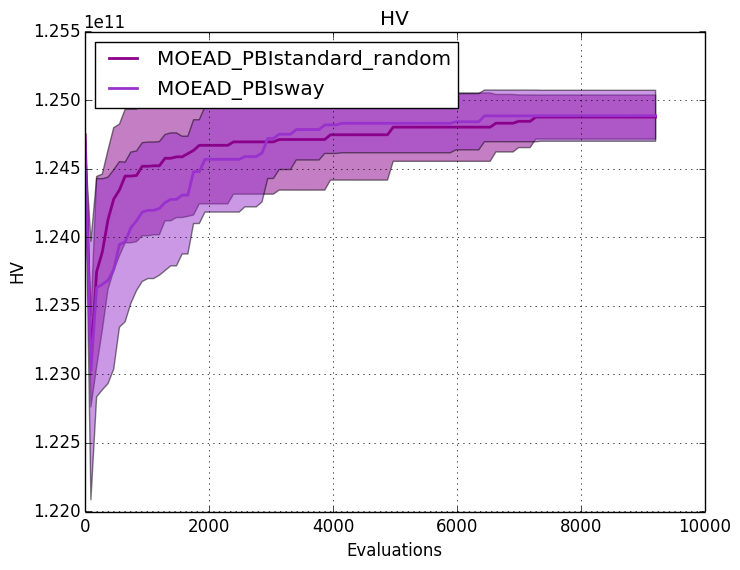 HV
1e11
MOEAD_PBIstandard_random
MOEAD_PBIsway
1.255
1.250
1.245
1.240
1.235
1.230
1.225
1.220
HV
0 2000 4000 6000 8000 10000
Evaluations